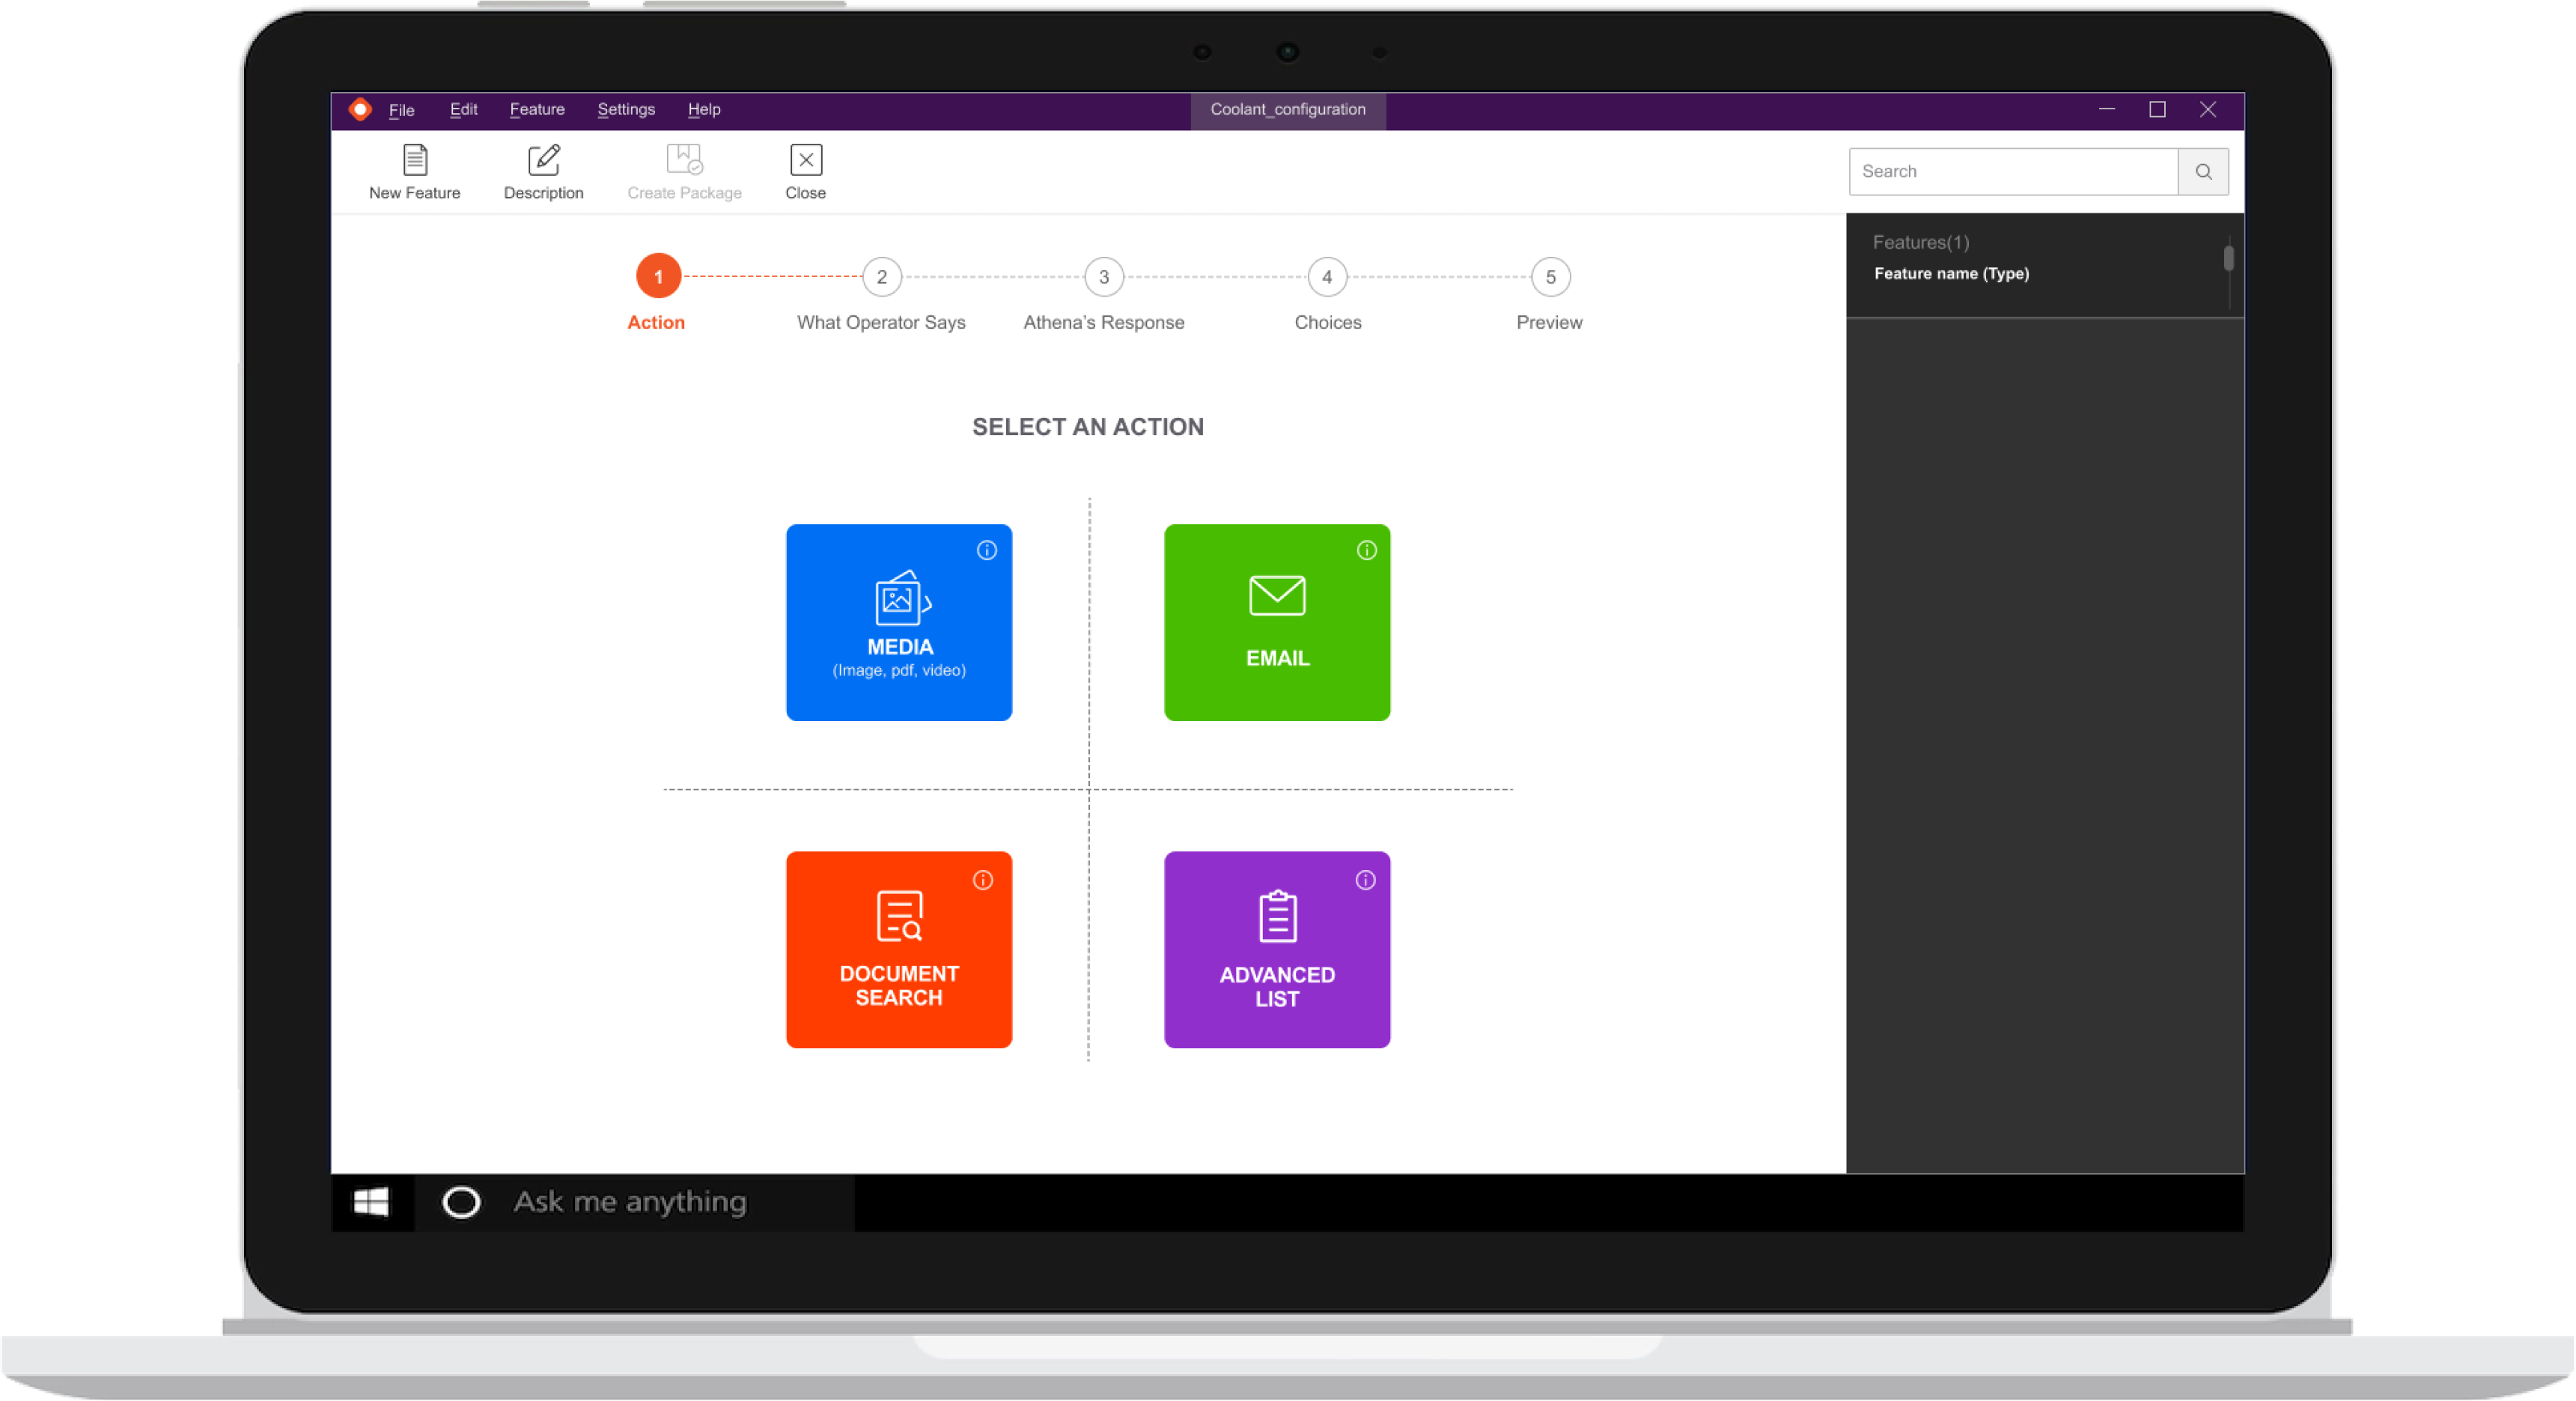 File Edit Feature Settings Help Coolant_configuration
New Feature Description Create Package Close Search
Features(1)
Feature name (Type)
1 2 3 4 5
Action What Operator Says Athena’s Response Choices Preview
SELECT AN ACTION
MEDIA
(Image, pdf, video)
EMAIL
DOCUMENT
SEARCH
ADVANCED
LIST
Ask me anything